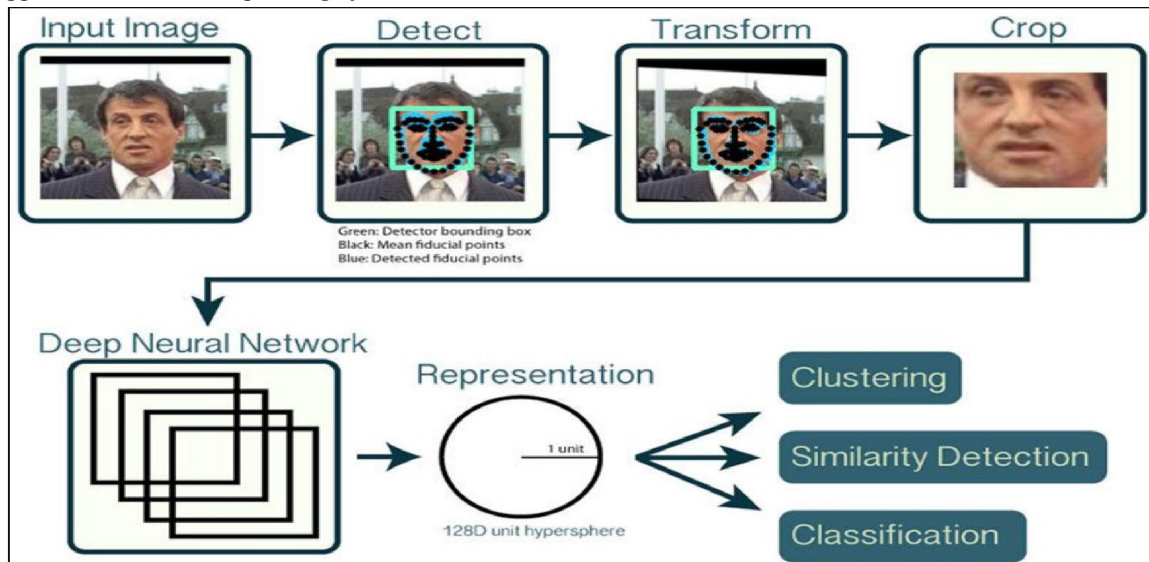 Input Image
Detect
Transform
Crop
Green: Detector bounding box
Black: Mean fiducial points
Blue: Detected fiducial points
Deep Neural Network
Representation
1 unit
128D unit hypersphere
Clustering
Similarity Detection
Classification